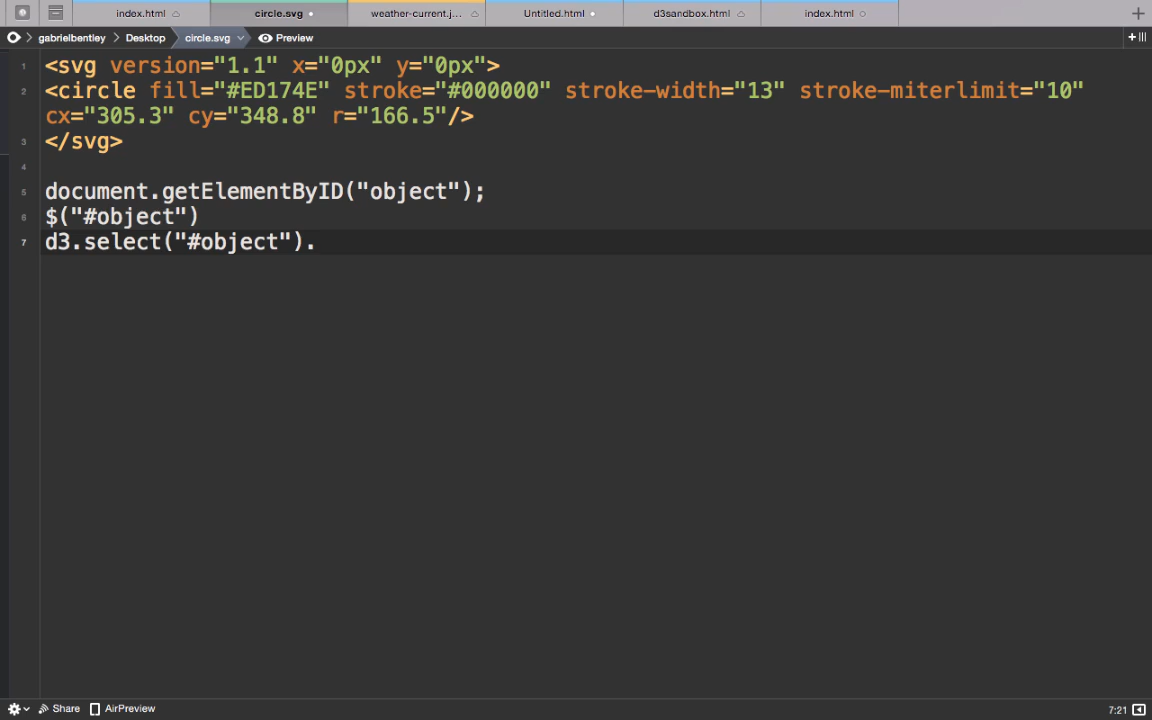 index.html
circle.svg
weather-current.j...
Untitled.html
d3sandbox.html
index.html
gabrielbentley
Desktop
circle.svg
Preview
1 <svg version="1.1" x="0px" y="0px">
2 <circle fill="#ED174E" stroke="#000000" stroke-width="13" stroke-miterlimit="10"
cx="305.3" cy="348.8" r="166.5"/>
3 </svg>
4
5 document.getElementByID("object");
6 $("#object")
7 d3.select("#object").
Share
AirPreview
7:21